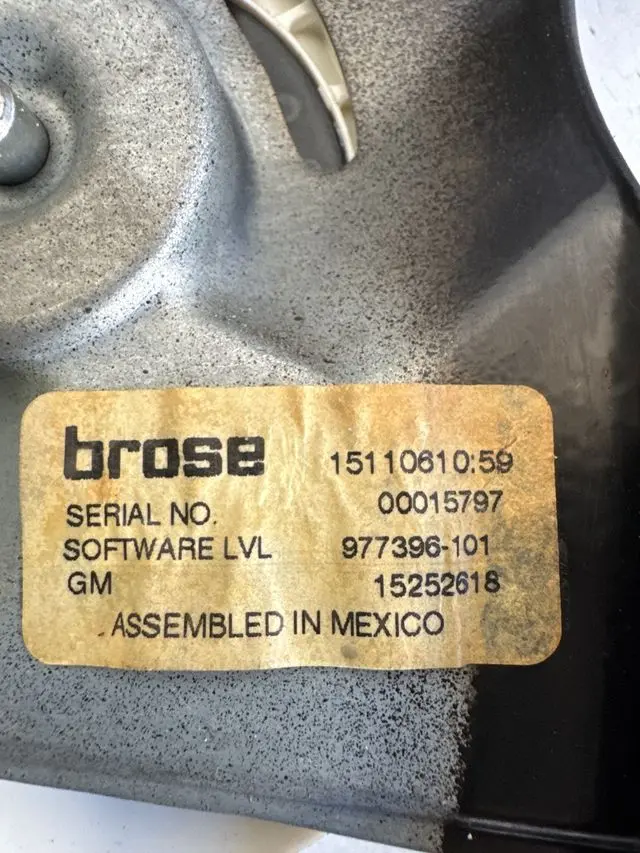 brose 15110610:59
SERIAL NO. 00015797
SOFTWARE LVL 977396-101
GM 15252618
ASSEMBLED IN MEXICO